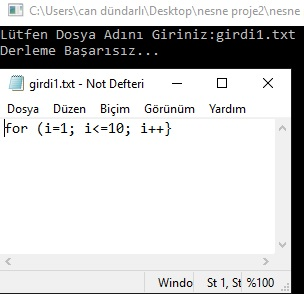 C:\Users\can dündarlı\Desktop\nesne proje2\nesne
Lütfen Dosya Adını Giriniz:girdi1.txt
Derleme Başarısız...
girdi1.txt - Not Defteri
Dosya Düzen Biçim Görünüm Yardım
for (i=1; i<=10; i++}
Windo St 1, St %100